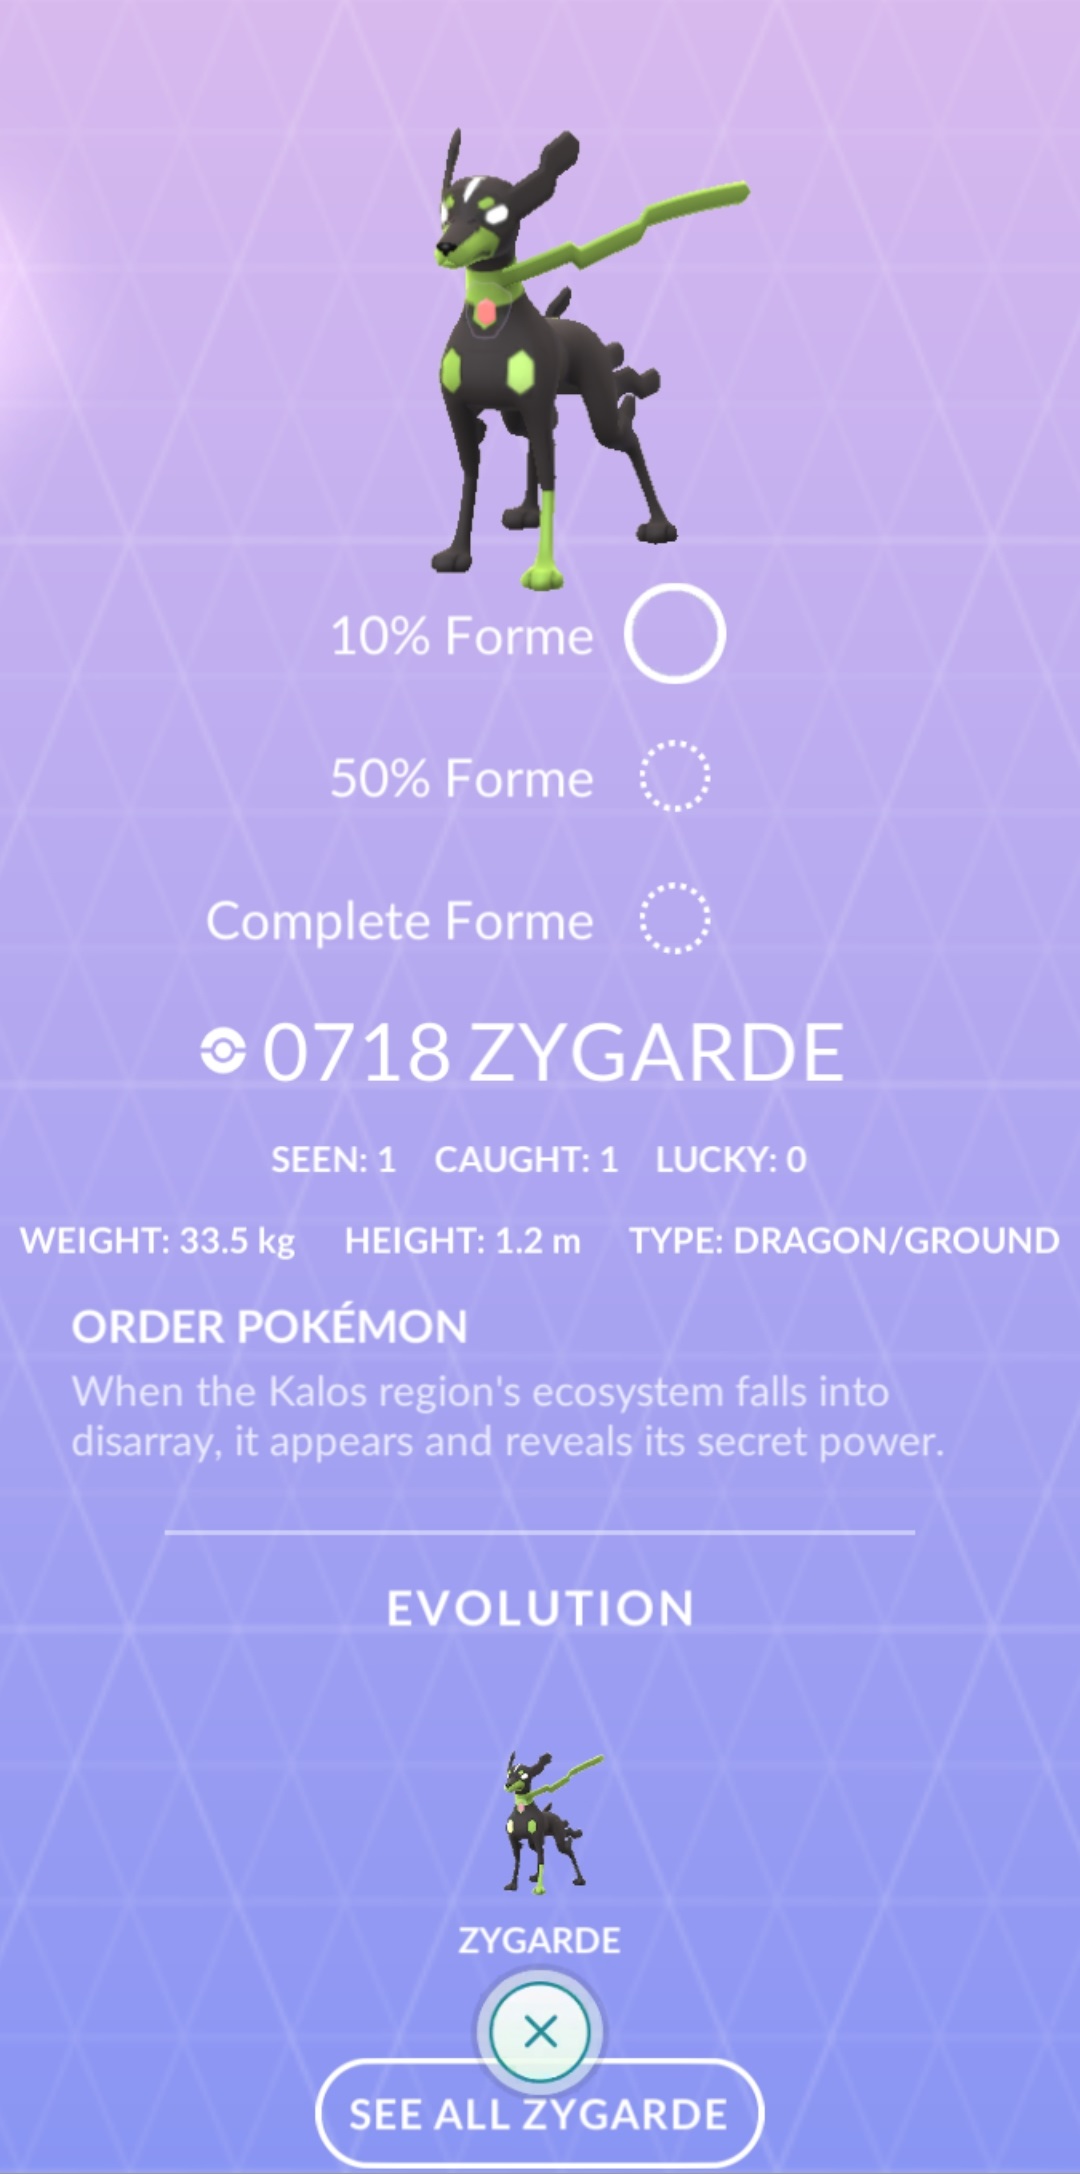 10% Forme
50% Forme
Complete Forme
0718 ZYGARDE
SEEN: 1 CAUGHT: 1 LUCKY: 0
WEIGHT: 33.5 kg HEIGHT: 1.2 m TYPE: DRAGON/GROUND
ORDER POKÉMON
When the Kalos region's ecosystem falls into
disarray, it appears and reveals its secret power.
EVOLUTION
ZYGARDE
SEE ALL ZYGARDE